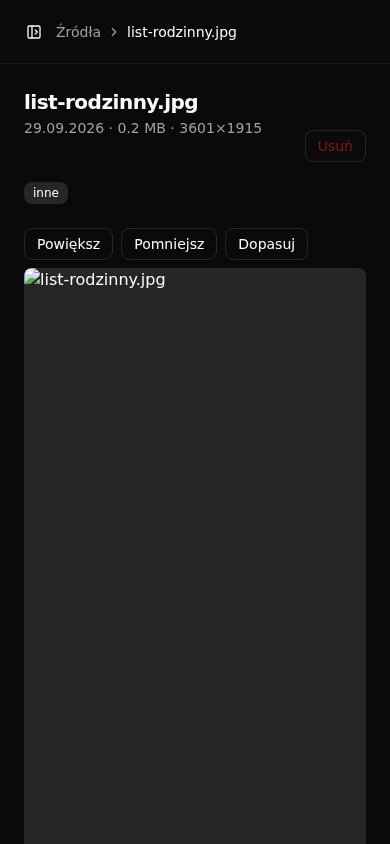 Źródła > list-rodzinny.jpg
list-rodzinny.jpg
29.09.2026 · 0.2 MB · 3601×1915
Usuń
inne
Powiększ Pomniejsz Dopasuj
list-rodzinny.jpg